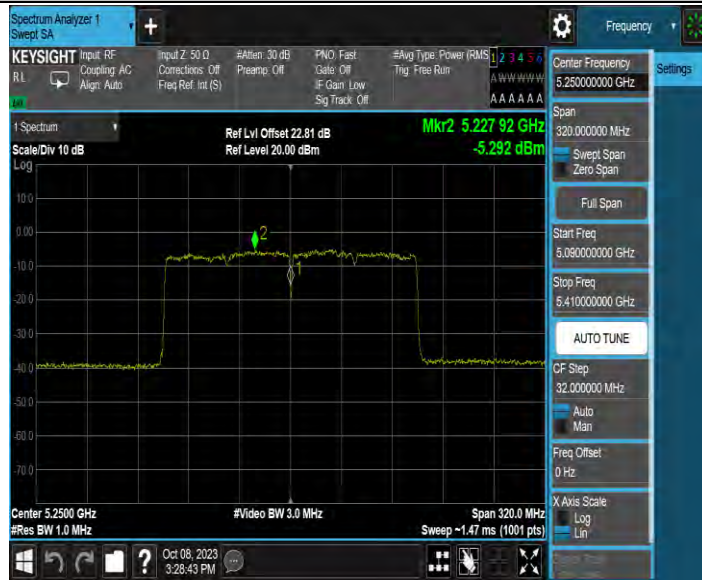 Spectrum Analyzer 1
Swept SA
Frequency
KEYSIGHT
RL
Input: RF
Coupling: AC
Align: Auto
Input Z: 50 Ω
Corrections: Off
Freq Ref: Int (S)
#Atten: 30 dB
Preamp: Off
PNO: Fast
Gate: Off
IF Gain: Low
Sig Track: Off
#Avg Type: Power (RMS
Trig: Free Run
1 2 3 4 5 6
A W W W W W
A A A A A A
1 Spectrum
Scale/Div 10 dB
Log
Ref Lvl Offset 22.81 dB
Ref Level 20.00 dBm
Mkr2 5.227 92 GHz
-5.292 dBm
10.0
0.00
-10.0
-20.0
-30.0
-40.0
-50.0
-60.0
-70.0
2
1
Center 5.2500 GHz
#Res BW 1.0 MHz
#Video BW 3.0 MHz
Span 320.0 MHz
Sweep ~1.47 ms (1001 pts)
Oct 08, 2023
3:28:43 PM
Center Frequency
5.250000000 GHz
Settings
Span
320.000000 MHz
Swept Span
Zero Span
Full Span
Start Freq
5.090000000 GHz
Stop Freq
5.410000000 GHz
AUTO TUNE
CF Step
32.000000 MHz
Auto
Man
Freq Offset
0 Hz
X Axis Scale
Log
Lin